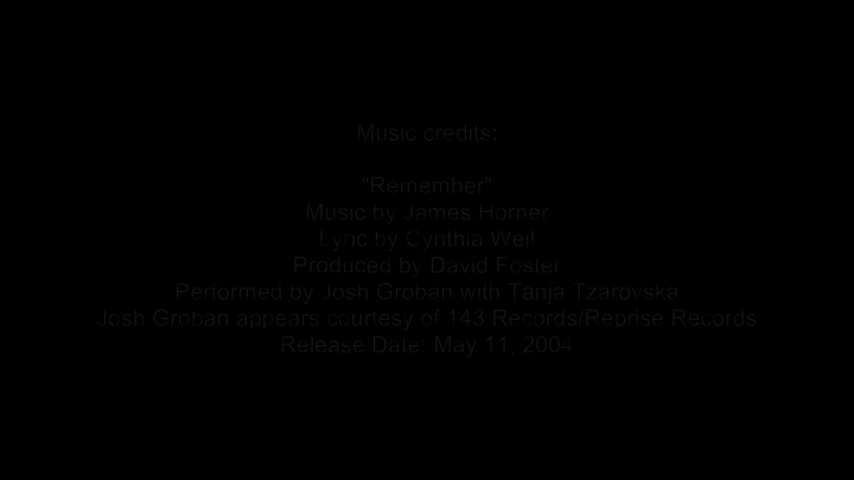 Music credits:
"Remember"
Music by James Horner
Lyric by Cynthia Weil
Produced by David Foster
Performed by Josh Groban with Tanja Tzarovska
Josh Groban appears courtesy of 143 Records/Reprise Records
Release Date: May 11, 2004